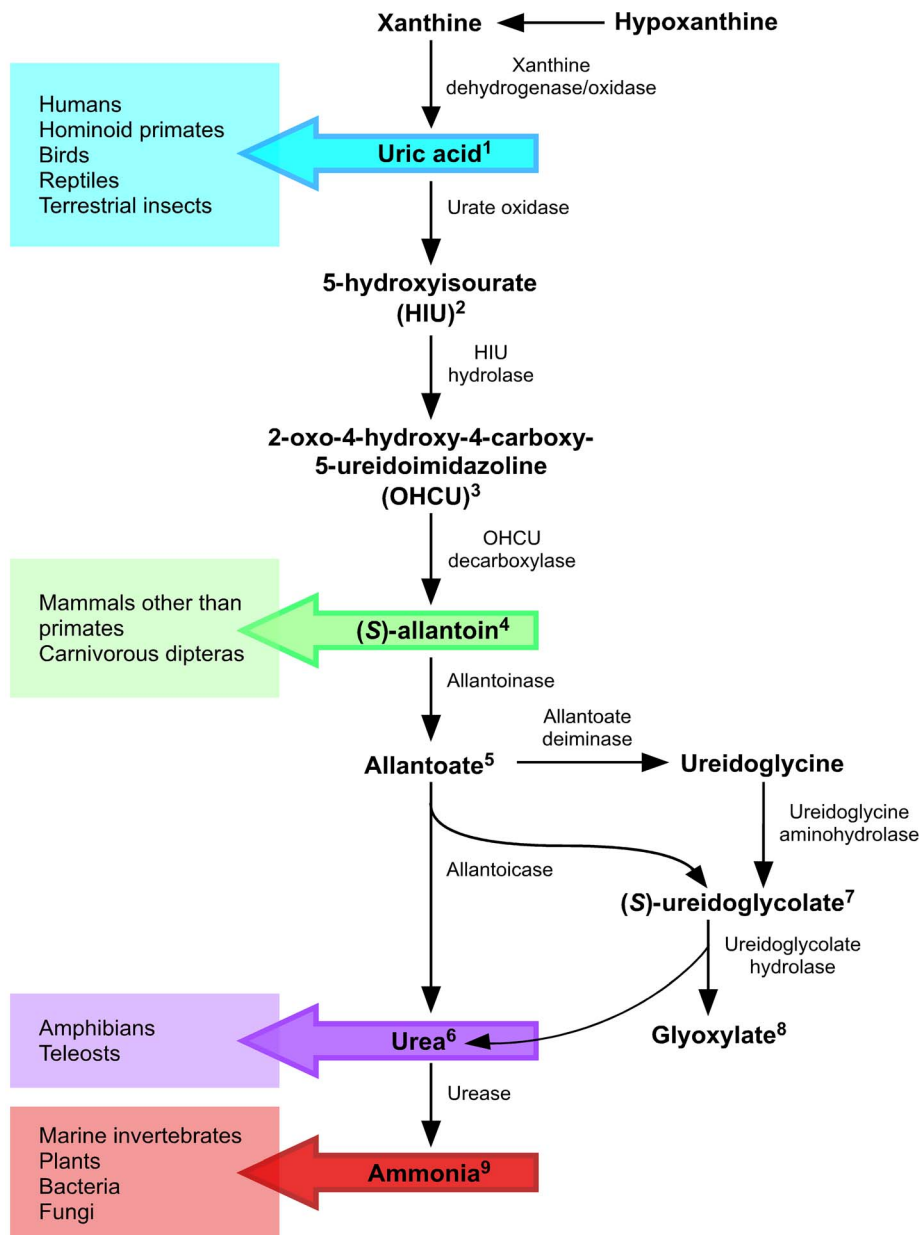 Xanthine
Hypoxanthine
Xanthine
dehydrogenase/oxidase
Humans
Hominoid primates
Birds
Reptiles
Terrestrial insects
Uric acid¹
Urate oxidase
5-hydroxyisourate
(HIU)²
HIU
hydrolase
2-oxo-4-hydroxy-4-carboxy-
5-ureidoimidazoline
(OHCU)³
OHCU
decarboxylase
Mammals other than
primates
Carnivorous dipteras
(S)-allantoin⁴
Allantoinase
Allantoate
deiminase
Allantoate⁵
Ureidoglycine
Ureidoglycine
aminohydrolase
Allantoicase
(S)-ureidoglycolate⁷
Ureidoglycolate
hydrolase
Amphibians
Teleosts
Urea⁶
Glyoxylate⁸
Urease
Marine invertebrates
Plants
Bacteria
Fungi
Ammonia⁹